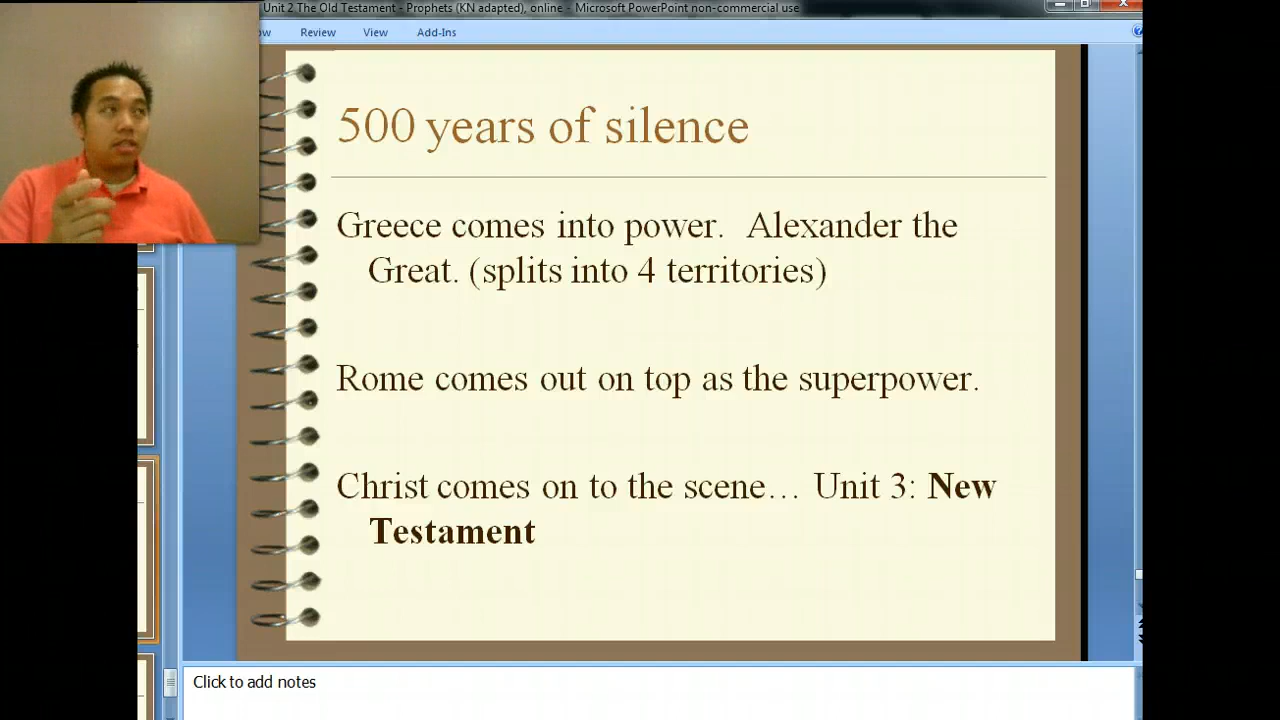 Unit 2 The Old Testament - Prophets (KN adapted), online - Microsoft PowerPoint non-commercial use
Review View Add-Ins
500 years of silence
Greece comes into power. Alexander the
Great. (splits into 4 territories)
Rome comes out on top as the superpower.
Christ comes on to the scene… Unit 3: New
Testament
Click to add notes